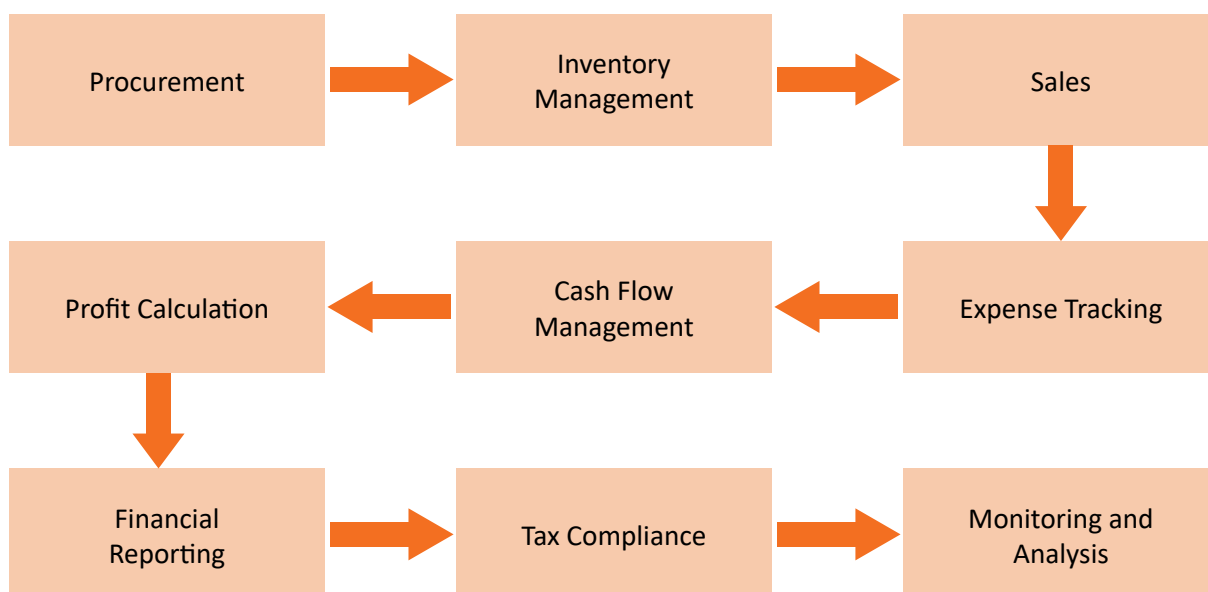 Procurement
Inventory
Management
Sales
Profit Calculation
Cash Flow
Management
Expense Tracking
Financial
Reporting
Tax Compliance
Monitoring and
Analysis